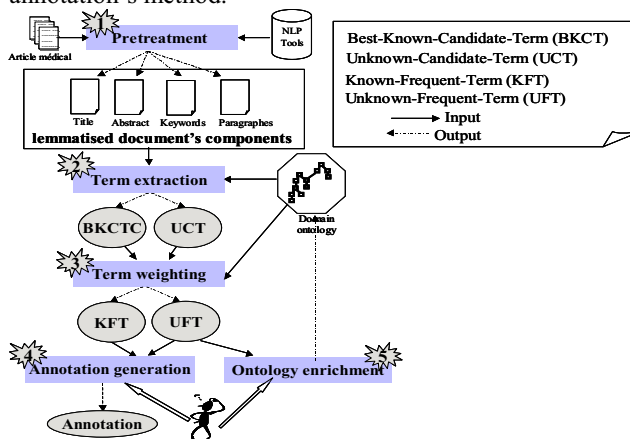 annotation's method.
1
Pretreatment
Article médical
NLP
Tools
Title
Abstract
Keywords
Paragraphes
lemmatised document's components
2
Term extraction
BKCTC
UCT
Domain
ontology
3
Term weighting
KFT
UFT
4
Annotation generation
Ontology enrichment
5
Annotation
Best-Known-Candidate-Term (BKCT)
Unknown-Candidate-Term (UCT)
Known-Frequent-Term (KFT)
Unknown-Frequent-Term (UFT)
Input
Output